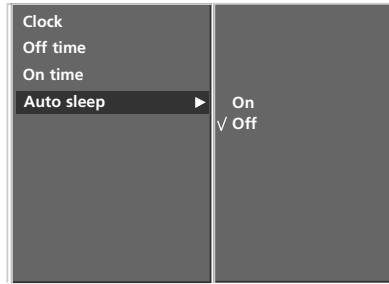 Clock
Off time
On time
Auto sleep ▶
On
√ Off